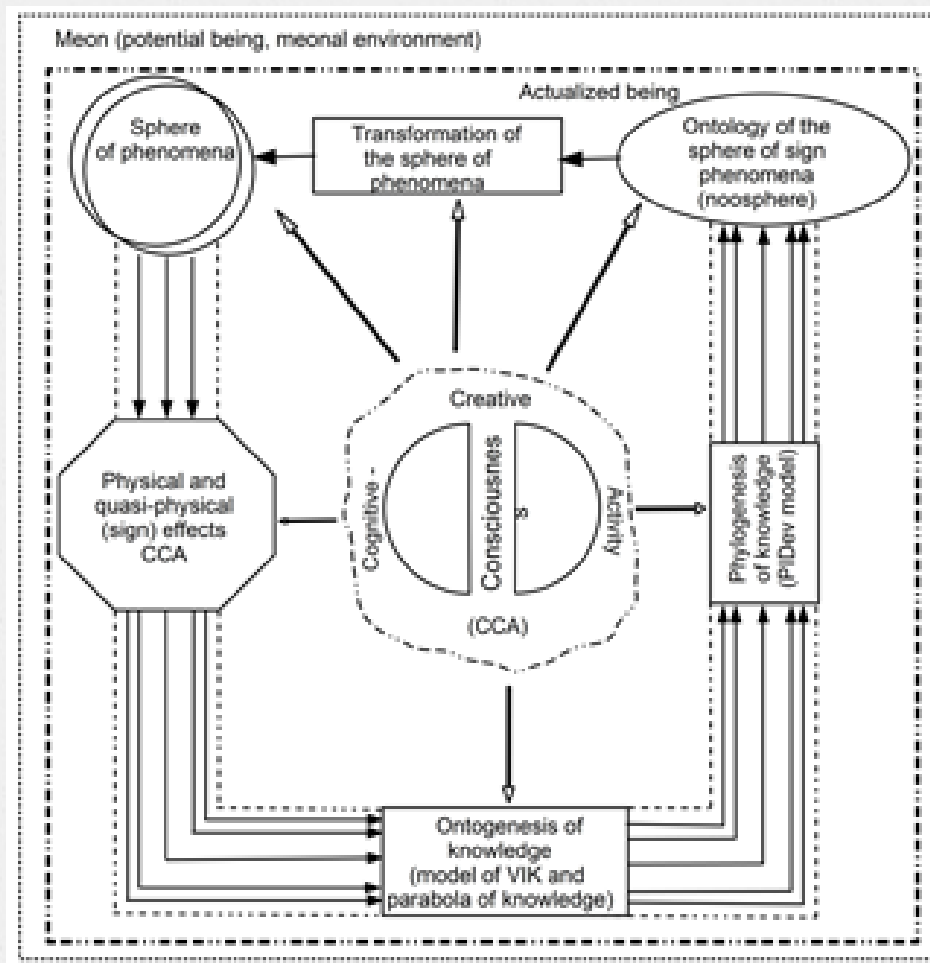 Meon (potential being, meonal environment)
Actualized being
Sphere
of phenomena
Transformation of
the sphere of
phenomena
Ontology of the
sphere of sign
phenomena
(noosphere)
Creative
Cognitive -
Consciousnes
s
Activity
(CCA)
Physical and
quasi-physical
(sign) effects
CCA
Phylogenesis
of knowledge
(PIDev model)
Ontogenesis of
knowledge
(model of VIK and
parabola of knowledge)